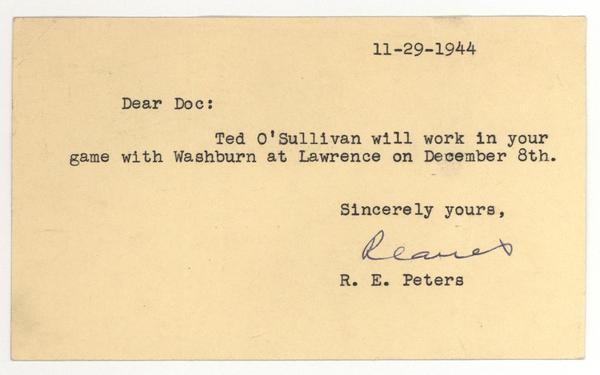 11-29-1944
Dear Doc:
Ted O'Sullivan will work in your
game with Washburn at Lawrence on December 8th.
Sincerely yours,
Reaves
R. E. Peters